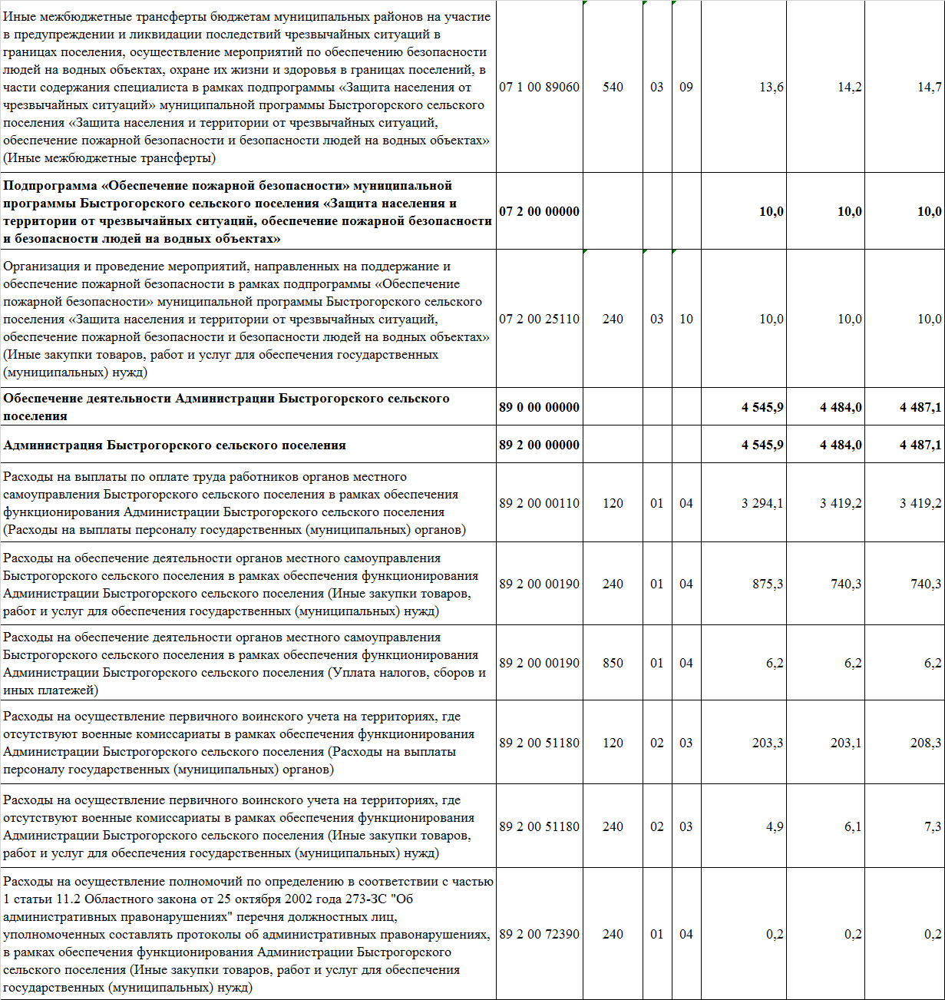 Иные межбюджетные трансферты бюджетам муниципальных районов на участие
в предупреждении и ликвидации последствий чрезвычайных ситуаций в
границах поселения, осуществление мероприятий по обеспечению безопасности
людей на водных объектах, охране их жизни и здоровья в границах поселений, в
части содержания специалиста в рамках подпрограммы «Защита населения от
чрезвычайных ситуаций» муниципальной программы Быстрогорского сельского
поселения «Защита населения и территории от чрезвычайных ситуаций,
обеспечение пожарной безопасности и безопасности людей на водных объектах»
(Иные межбюджетные трансферты)
07 1 00 89060 540 03 09 13,6 14,2 14,7
Подпрограмма «Обеспечение пожарной безопасности» муниципальной
программы Быстрогорского сельского поселения «Защита населения и
территории от чрезвычайных ситуаций, обеспечение пожарной безопасности
и безопасности людей на водных объектах»
07 2 00 00000 10,0 10,0 10,0
Организация и проведение мероприятий, направленных на поддержание и
обеспечение пожарной безопасности в рамках подпрограммы «Обеспечение
пожарной безопасности» муниципальной программы Быстрогорского сельского
поселения «Защита населения и территории от чрезвычайных ситуаций,
обеспечение пожарной безопасности и безопасности людей на водных объектах»
(Иные закупки товаров, работ и услуг для обеспечения государственных
(муниципальных) нужд)
07 2 00 25110 240 03 10 10,0 10,0 10,0
Обеспечение деятельности Администрации Быстрогорского сельского
поселения
89 0 00 00000 4 545,9 4 484,0 4 487,1
Администрация Быстрогорского сельского поселения
89 2 00 00000 4 545,9 4 484,0 4 487,1
Расходы на выплаты по оплате труда работников органов местного
самоуправления Быстрогорского сельского поселения в рамках обеспечения
функционирования Администрации Быстрогорского сельского поселения
(Расходы на выплаты персоналу государственных (муниципальных) органов)
89 2 00 00110 120 01 04 3 294,1 3 419,2 3 419,2
Расходы на обеспечение деятельности органов местного самоуправления
Быстрогорского сельского поселения в рамках обеспечения функционирования
Администрации Быстрогорского сельского поселения (Иные закупки товаров,
работ и услуг для обеспечения государственных (муниципальных) нужд)
89 2 00 00190 240 01 04 875,3 740,3 740,3
Расходы на обеспечение деятельности органов местного самоуправления
Быстрогорского сельского поселения в рамках обеспечения функционирования
Администрации Быстрогорского сельского поселения (Уплата налогов, сборов и
иных платежей)
89 2 00 00190 850 01 04 6,2 6,2 6,2
Расходы на осуществление первичного воинского учета на территориях, где
отсутствуют военные комиссариаты в рамках обеспечения функционирования
Администрации Быстрогорского сельского поселения (Расходы на выплаты
персоналу государственных (муниципальных) органов)
89 2 00 51180 120 02 03 203,3 203,1 208,3
Расходы на осуществление первичного воинского учета на территориях, где
отсутствуют военные комиссариаты в рамках обеспечения функционирования
Администрации Быстрогорского сельского поселения (Иные закупки товаров,
работ и услуг для обеспечения государственных (муниципальных) нужд)
89 2 00 51180 240 02 03 4,9 6,1 7,3
Расходы на осуществление полномочий по определению в соответствии с частью
1 статьи 11.2 Областного закона от 25 октября 2002 года 273-ЗС "Об
административных правонарушениях" перечня должностных лиц,
уполномоченных составлять протоколы об административных правонарушениях,
в рамках обеспечения функционирования Администрации Быстрогорского
сельского поселения (Иные закупки товаров, работ и услуг для обеспечения
государственных (муниципальных) нужд)
89 2 00 72390 240 01 04 0,2 0,2 0,2